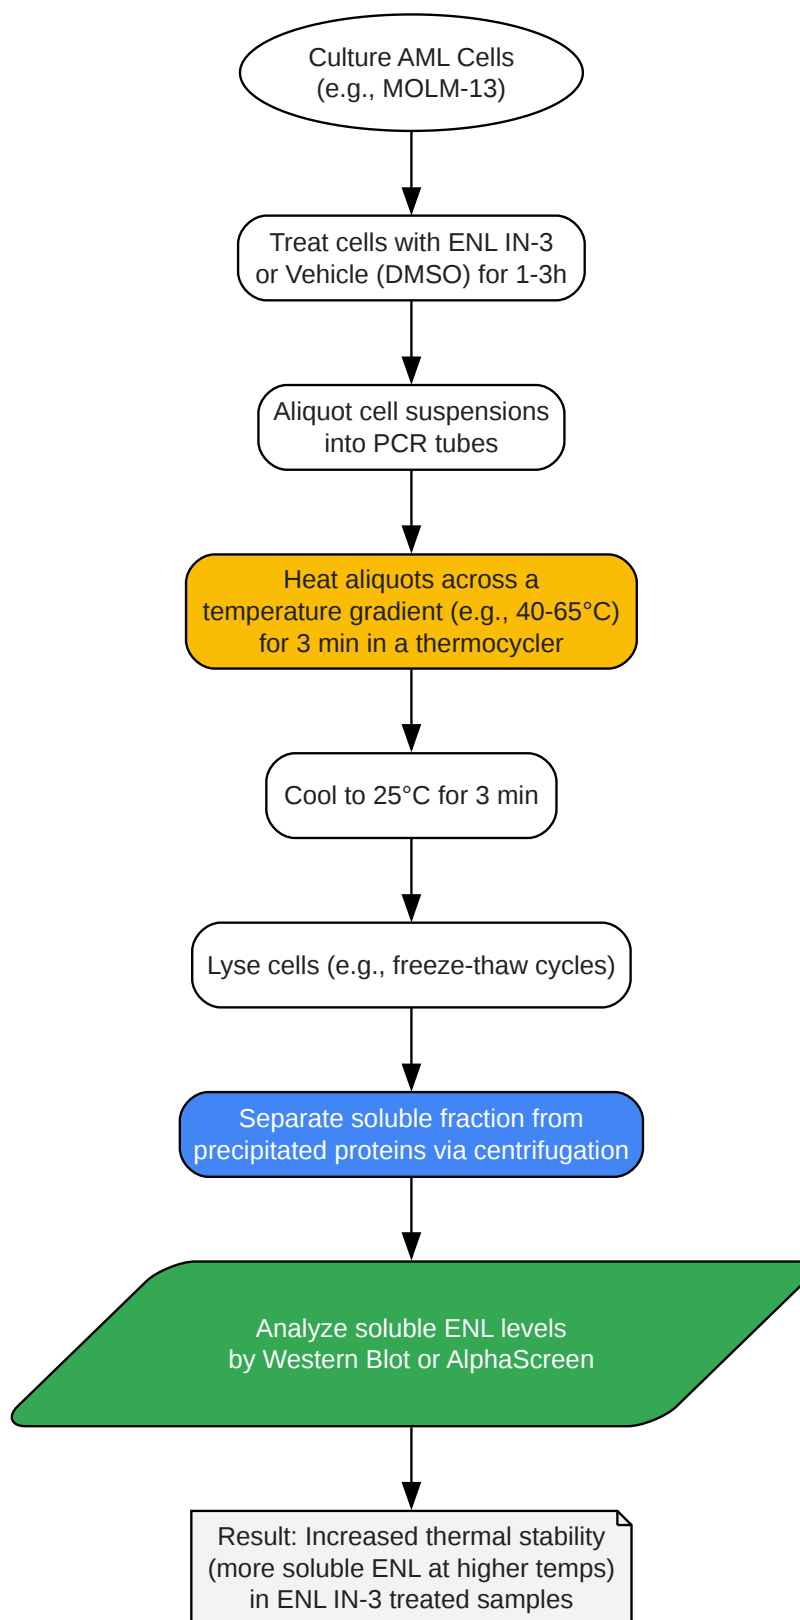 Culture AML Cells
(e.g., MOLM-13)
Treat cells with ENL IN-3
or Vehicle (DMSO) for 1-3h
Aliquot cell suspensions
into PCR tubes
Heat aliquots across a
temperature gradient (e.g., 40-65°C)
for 3 min in a thermocycler
Cool to 25°C for 3 min
Lyse cells (e.g., freeze-thaw cycles)
Separate soluble fraction from
precipitated proteins via centrifugation
Analyze soluble ENL levels
by Western Blot or AlphaScreen
Result: Increased thermal stability
(more soluble ENL at higher temps)
in ENL IN-3 treated samples